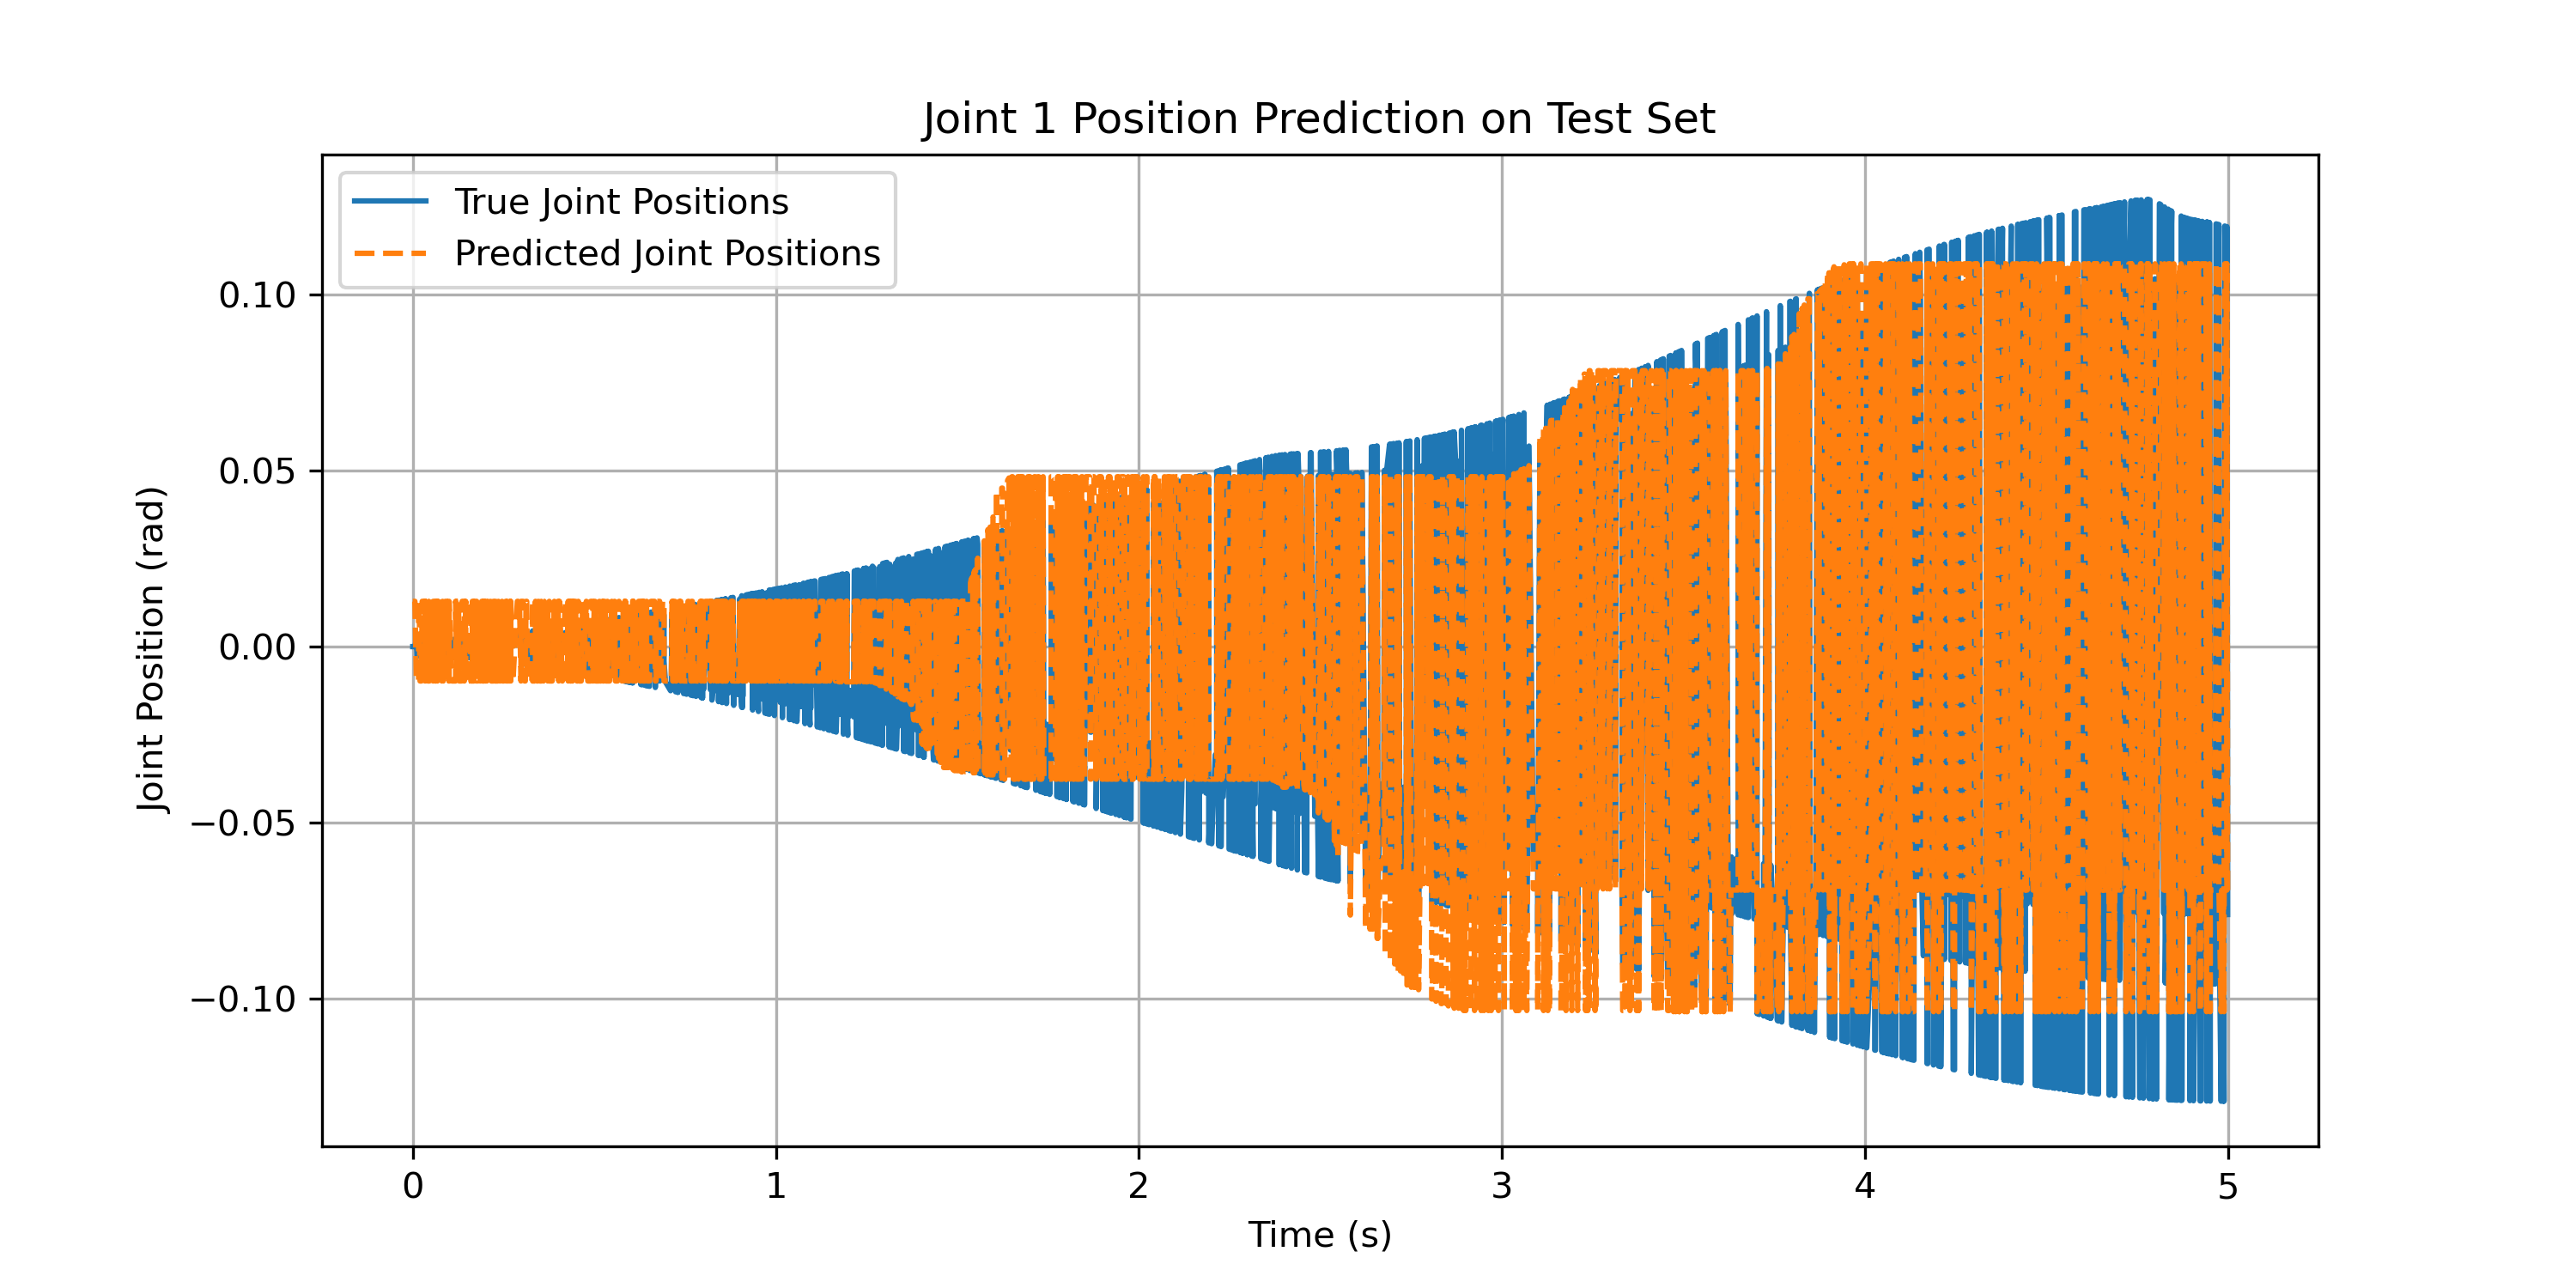 Joint 1 Position Prediction on Test Set
True Joint Positions
Predicted Joint Positions
Joint Position (rad)
0.10
0.05
0.00
−0.05
−0.10
0 1 2 3 4 5
Time (s)